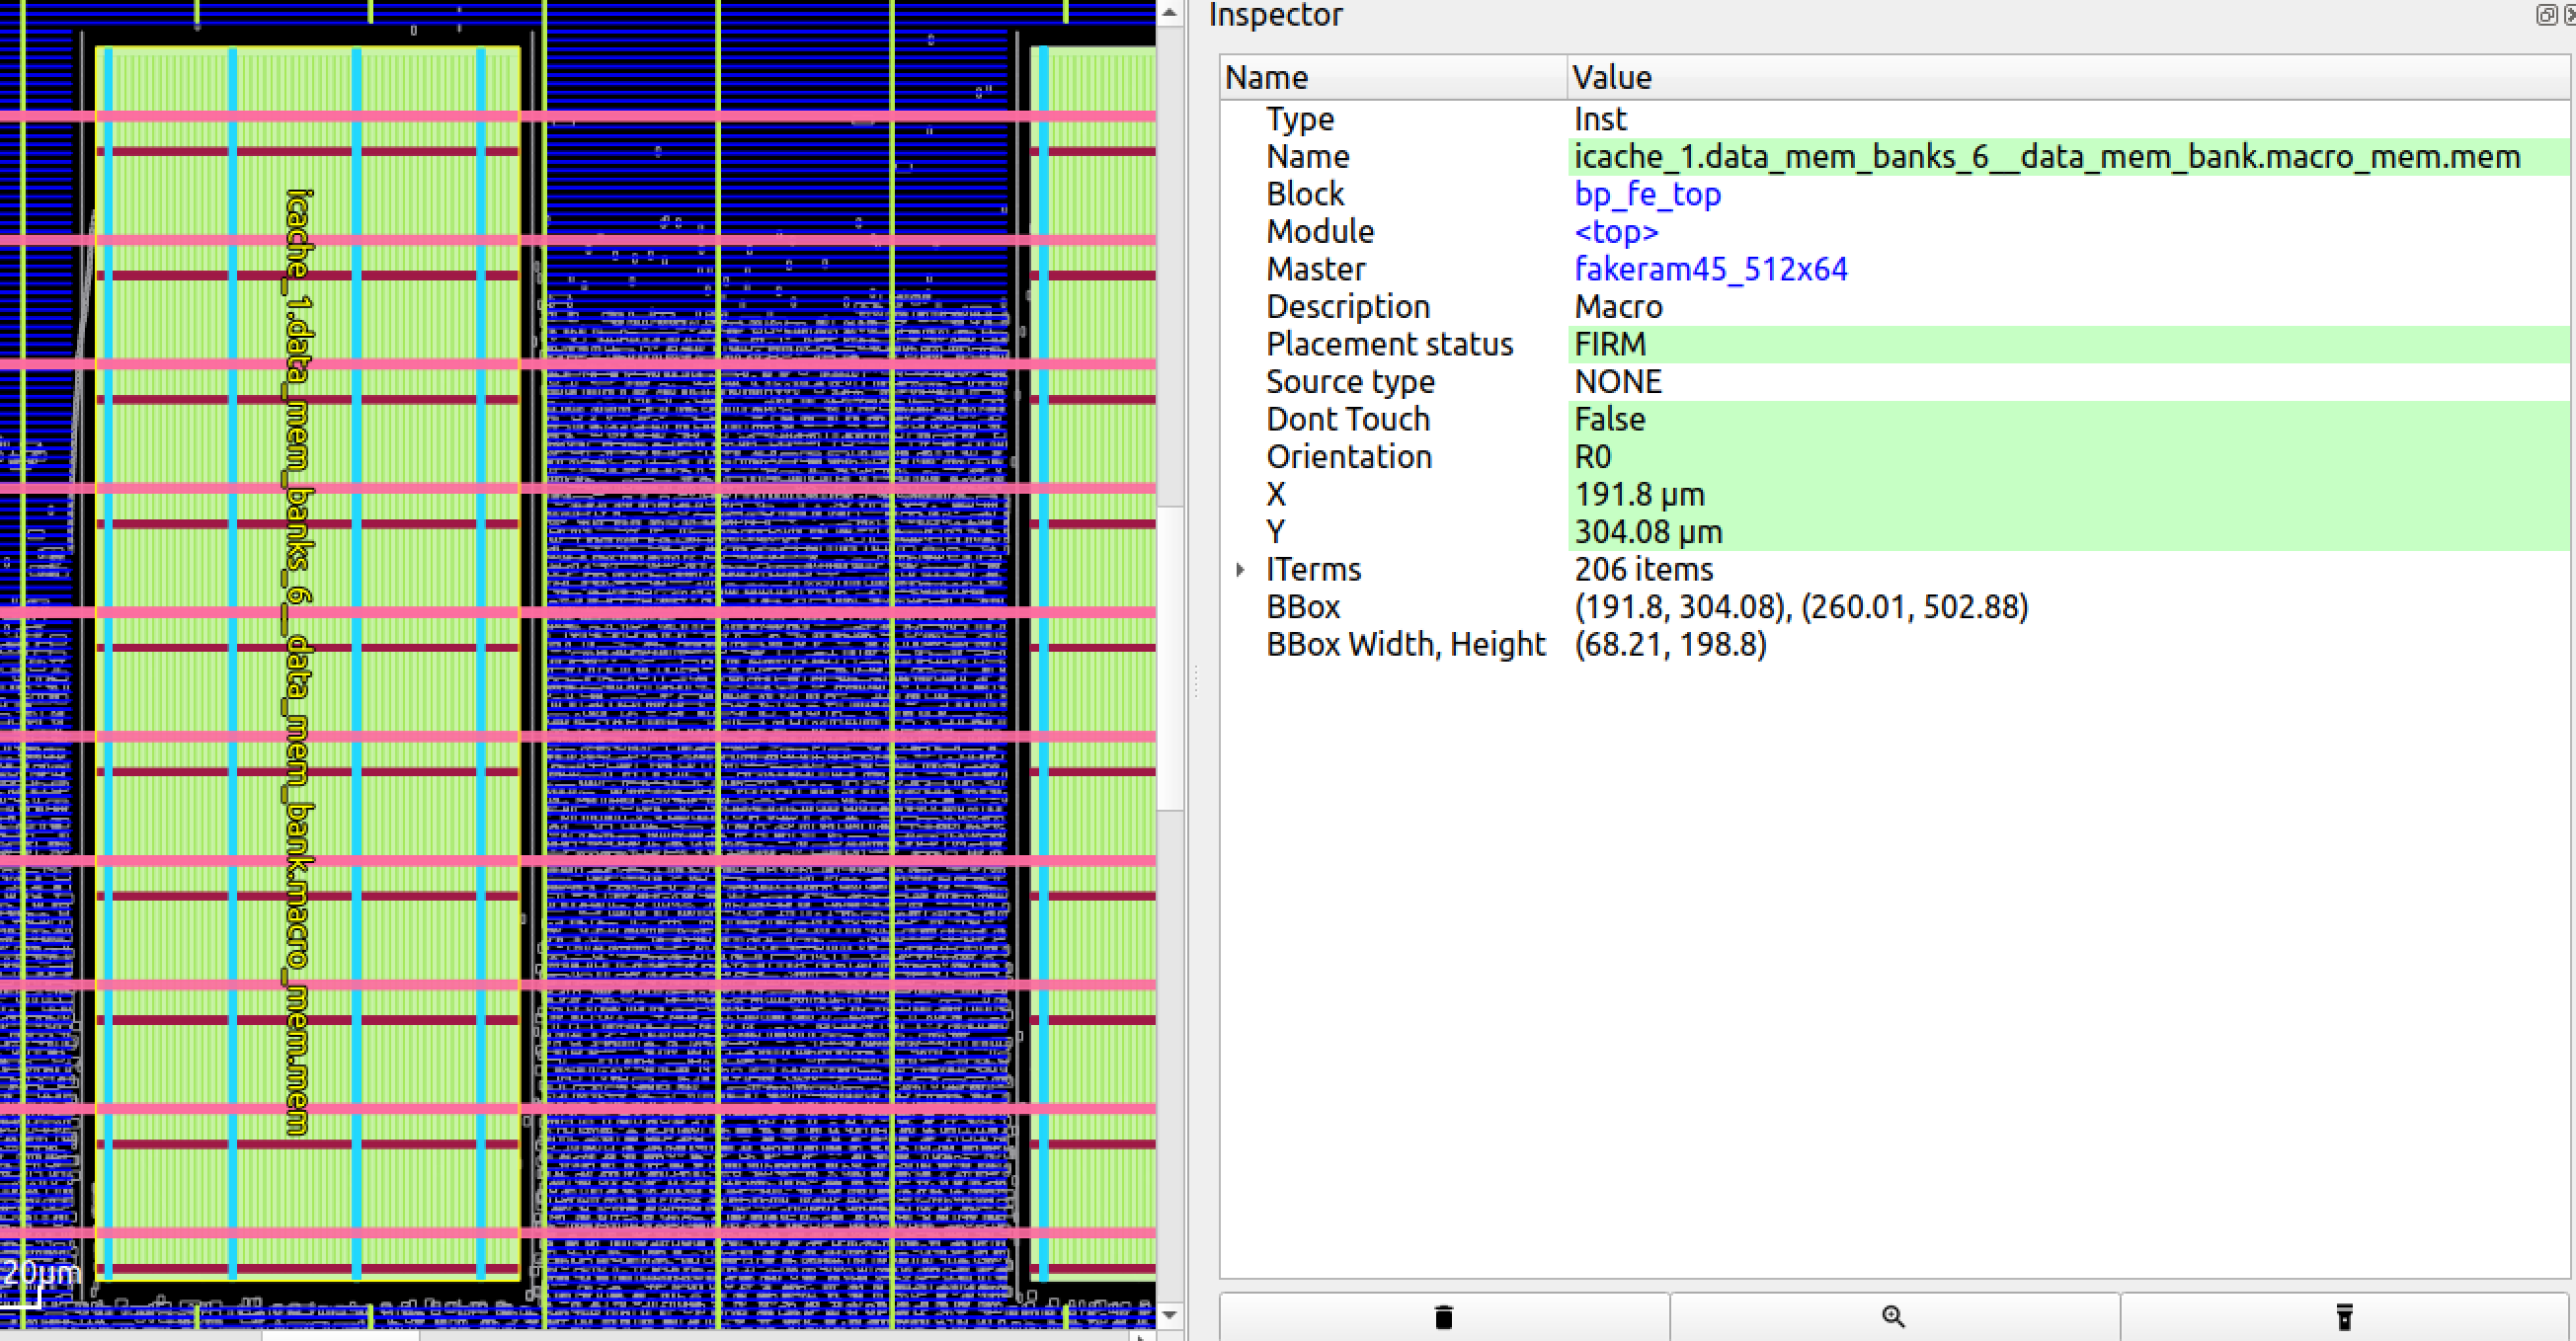 Inspector
Name Value
Type Inst
Name icache_1.data_mem_banks_6__data_mem_bank.macro_mem.mem
Block bp_fe_top
Module <top>
Master fakeram45_512x64
Description Macro
Placement status FIRM
Source type NONE
Dont Touch False
Orientation R0
X 191.8 μm
Y 304.08 μm
ITerms 206 items
BBox (191.8, 304.08), (260.01, 502.88)
BBox Width, Height (68.21, 198.8)
icache_1.data_mem_banks_6__data_mem_bank.macro_mem.mem
20μm